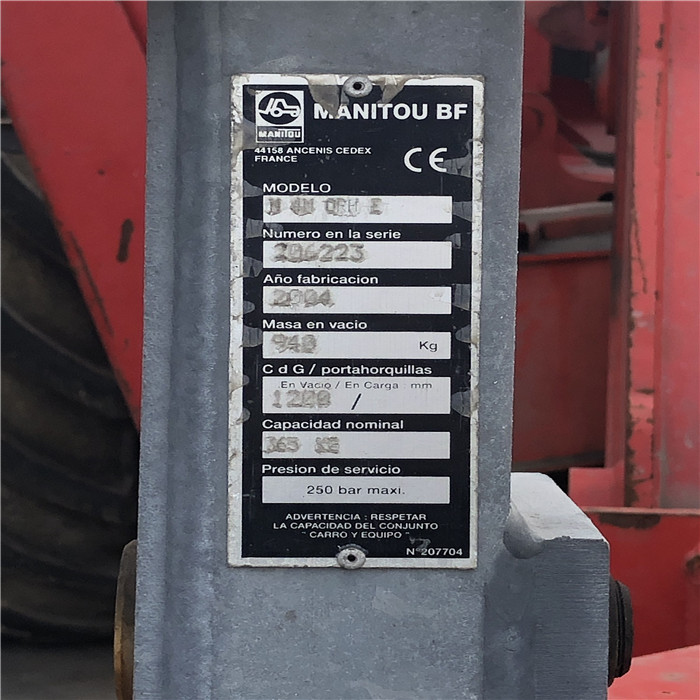 MANITOU BF
MANITOU
44158 ANCENIS CEDEX
FRANCE
CE
MODELO
Numero en la serie
206223
Año fabricacion
2004
Masa en vacio
940 Kg
C d G / portahorquillas
En Vacio / En Carga : mm
1200 /
Capacidad nominal
365
Presion de servicio
250 bar maxi.
ADVERTENCIA : RESPETAR
LA CAPACIDAD DEL CONJUNTO
" CARRO Y EQUIPO "
N°207704